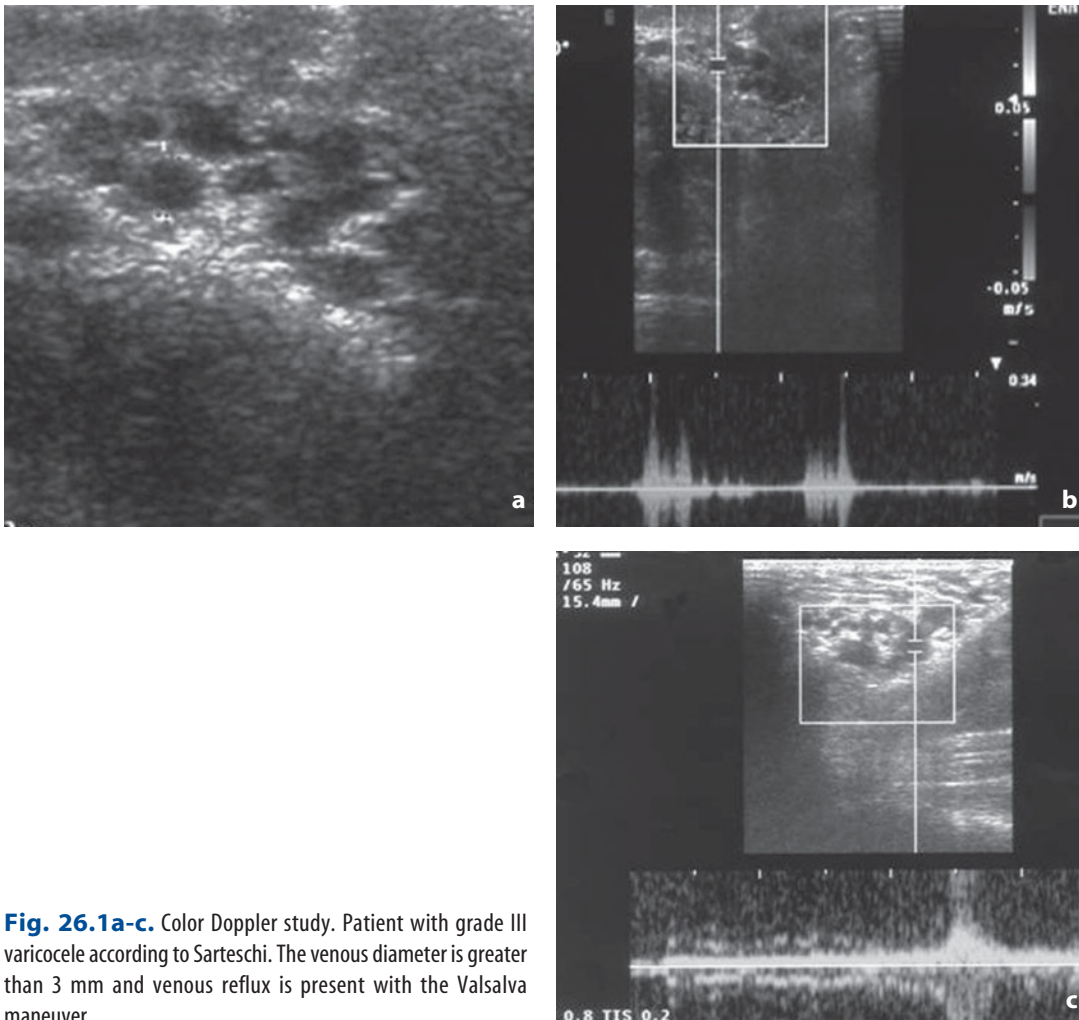 a
0.05
-0.05
m/s
0.34
m/s
b
108
/65 Hz
15.4mm /
0.8 TIS 0.2
c
Fig. 26.1a-c. Color Doppler study. Patient with grade III
varicocele according to Sarteschi. The venous diameter is greater
than 3 mm and venous reflux is present with the Valsalva
maneuver